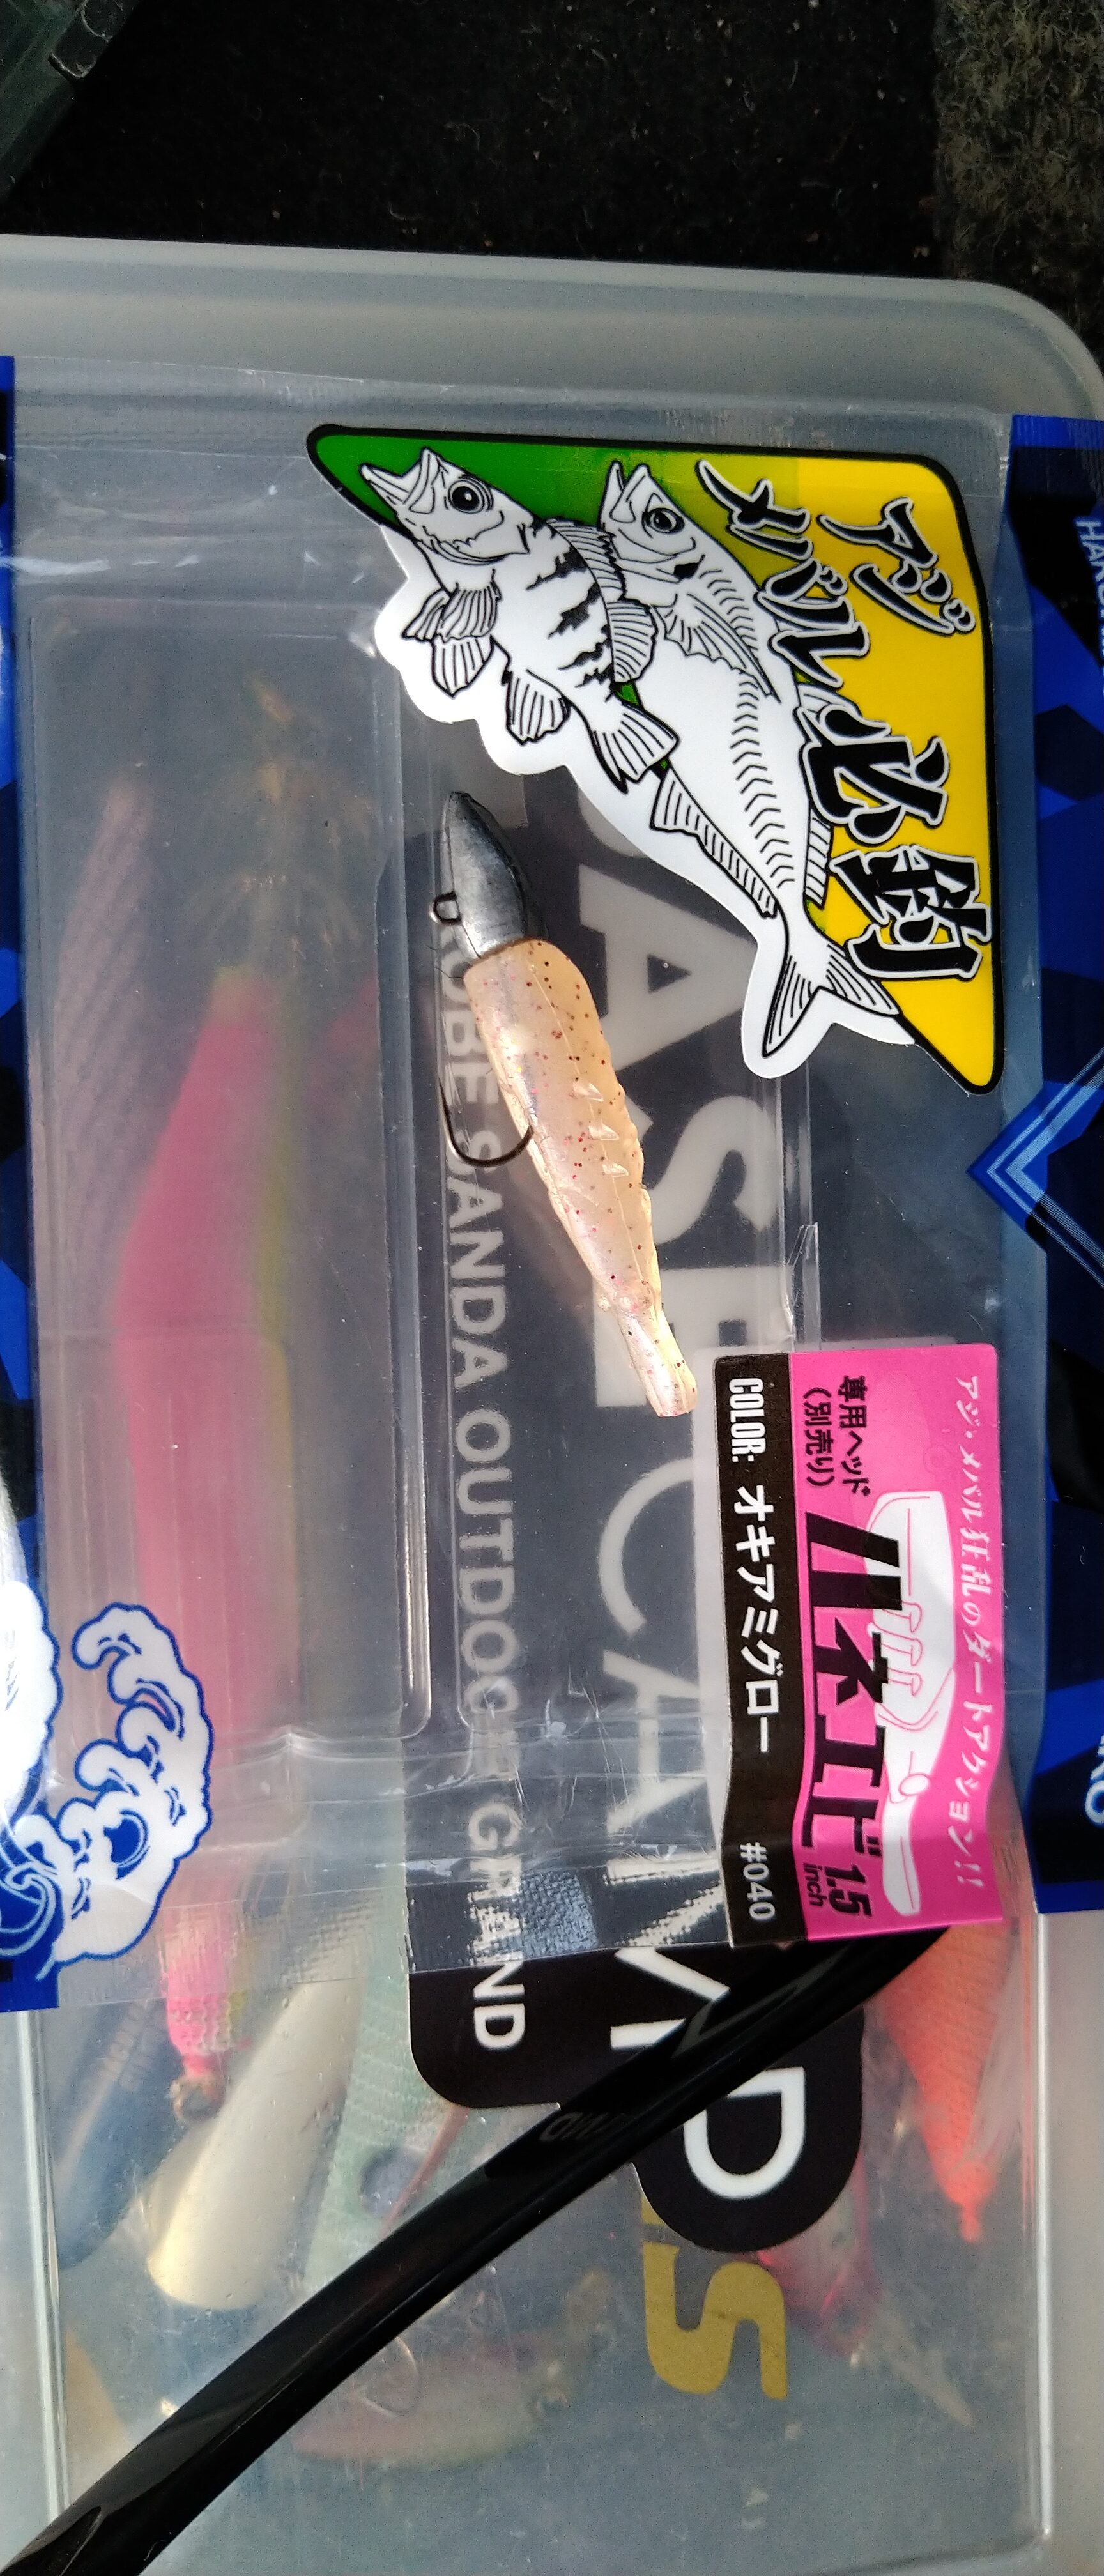 アジ
メバル必釣
アジ・メバル狂乱のダートアクション!!
専用ヘッド
(別売り)
ハネエビ1.5
inch
COLOR: オキアミグロー #040
BASE CAMP
KOBE SANDA OUTDOOR GRAND